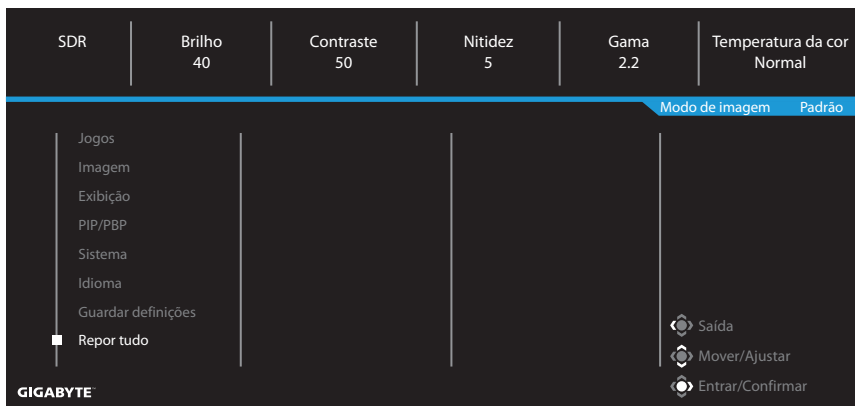 SDR
Brilho
40
Contraste
50
Nitidez
5
Gama
2.2
Temperatura da cor
Normal
Modo de imagem Padrão
Jogos
Imagem
Exibição
PIP/PBP
Sistema
Idioma
Guardar definições
Repor tudo
Saída
Mover/Ajustar
Entrar/Confirmar
GIGABYTE™